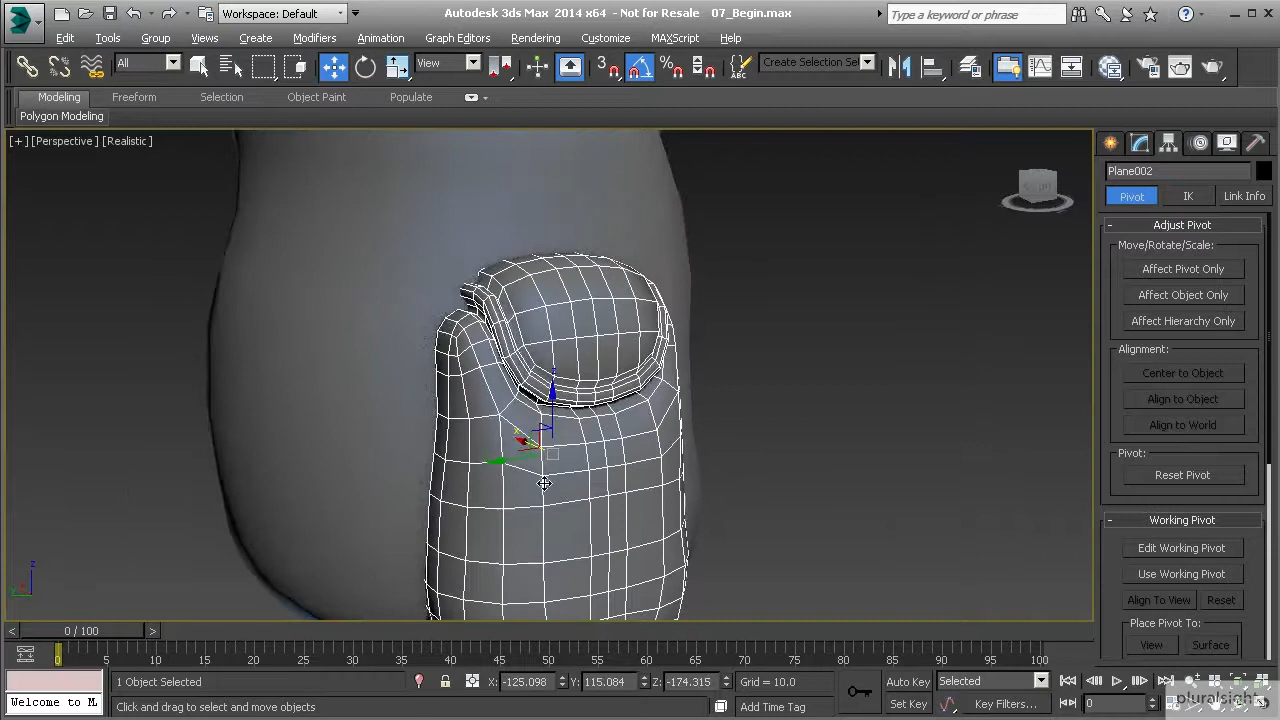 Workspace: Default
Autodesk 3ds Max 2014 x64 - Not for Resale 07_Begin.max
Type a keyword or phrase
Edit Tools Group Views Create Modifiers Animation Graph Editors Rendering Customize MAXScript Help
All View Create Selection Se
Modeling Freeform Selection Object Paint Populate
Polygon Modeling
[+] [Perspective ] [Realistic ]
Plane002
Pivot IK Link Info
- Adjust Pivot
Move/Rotate/Scale:
Affect Pivot Only
Affect Object Only
Affect Hierarchy Only
Alignment:
Center to Object
Align to Object
Align to World
Pivot:
Reset Pivot
- Working Pivot
Edit Working Pivot
Use Working Pivot
Align To View Reset
Place Pivot To:
View Surface
z
< 0 / 100 >
0 5 10 15 20 25 30 35 40 45 50 55 60 65 70 75 80 85 90 95 100
1 Object Selected X: -125.098 Y: 115.084 Z: -174.315 Grid = 10.0 Auto Key Selected
Welcome to M. Click and drag to select and move objects Add Time Tag Set Key Key Filters... 0
pluralsight